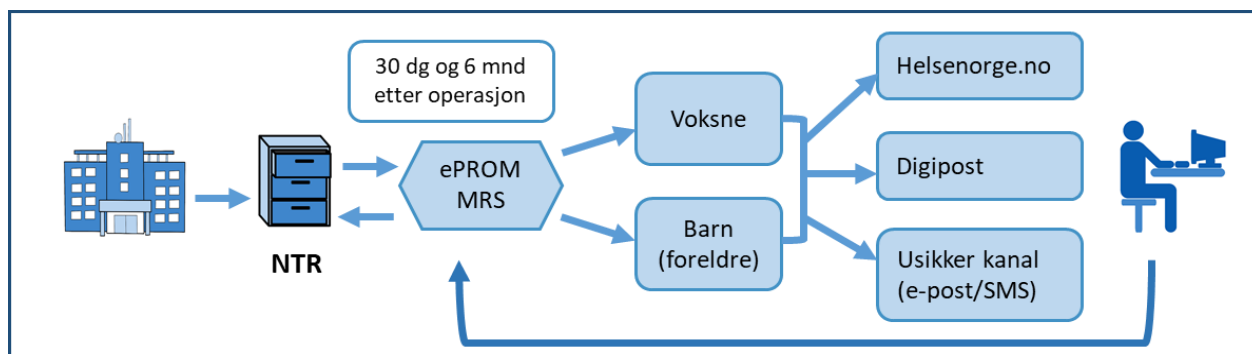 30 dg og 6 mnd
etter operasjon
NTR
ePROM
MRS
Voksne
Barn
(foreldre)
Helsenorge.no
Digipost
Usikker kanal
(e-post/SMS)